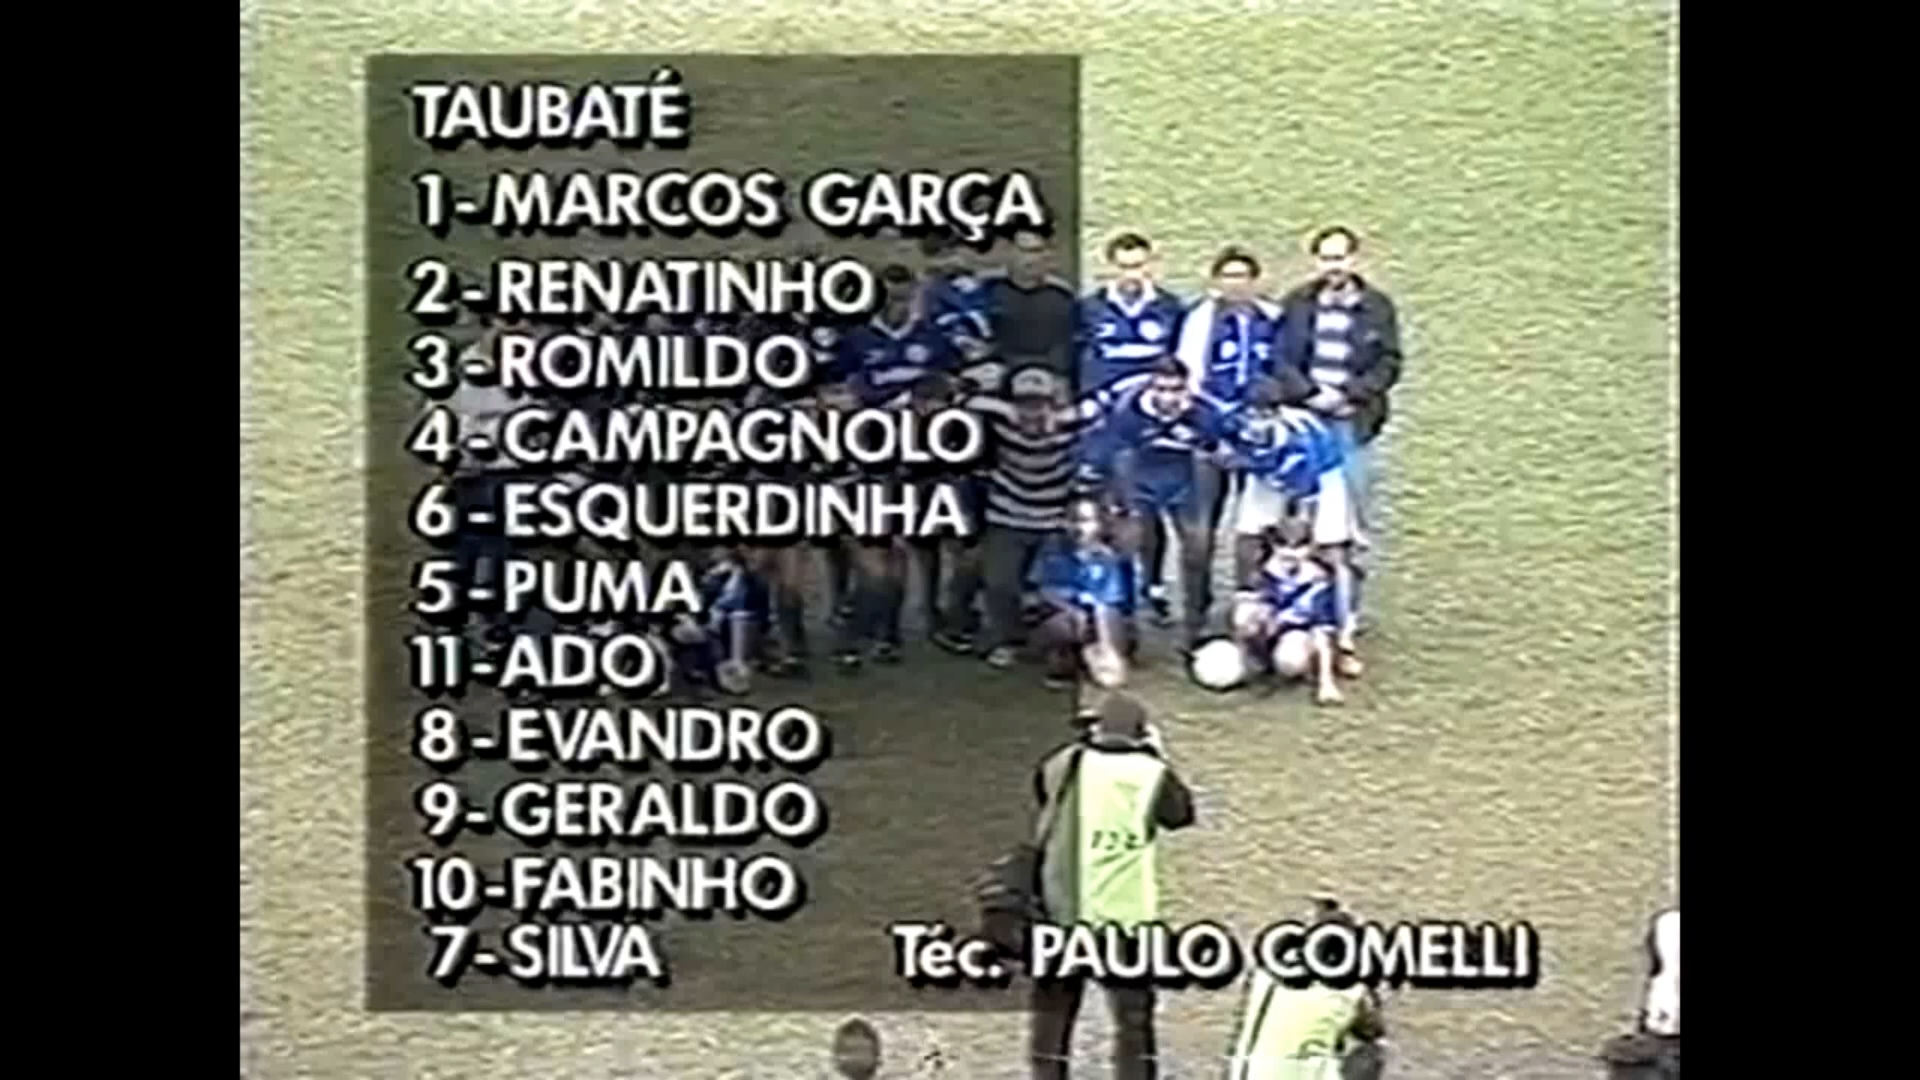 TAUBATÉ
1-MARCOS GARÇA
2-RENATINHO
3-ROMILDO
4-CAMPAGNOLO
6-ESQUERDINHA
5-PUMA
11-ADO
8-EVANDRO
9-GERALDO
10-FABINHO
7-SILVA
Téc. PAULO COMELLI